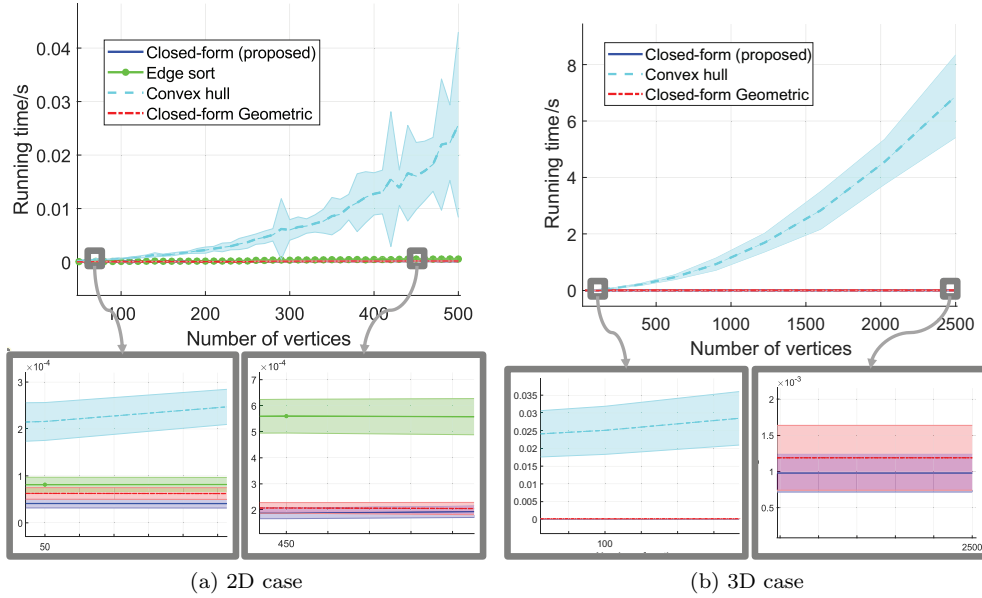 0.04
0.03
0.02
0.01
0
Running time/s
Closed-form (proposed)
Edge sort
Convex hull
Closed-form Geometric
100 200 300 400 500
Number of vertices
×10⁻⁴
3
2
1
0
50
×10⁻⁴
7
6
5
4
2
450
(a) 2D case
8
6
4
2
0
Running time/s
Closed-form (proposed)
Convex hull
Closed-form Geometric
500 1000 1500 2000 2500
Number of vertices
0.035
0.03
0.025
0.02
0.015
0.01
0.005
0
100
×10⁻³
2
1.5
1
0.5
2500
(b) 3D case